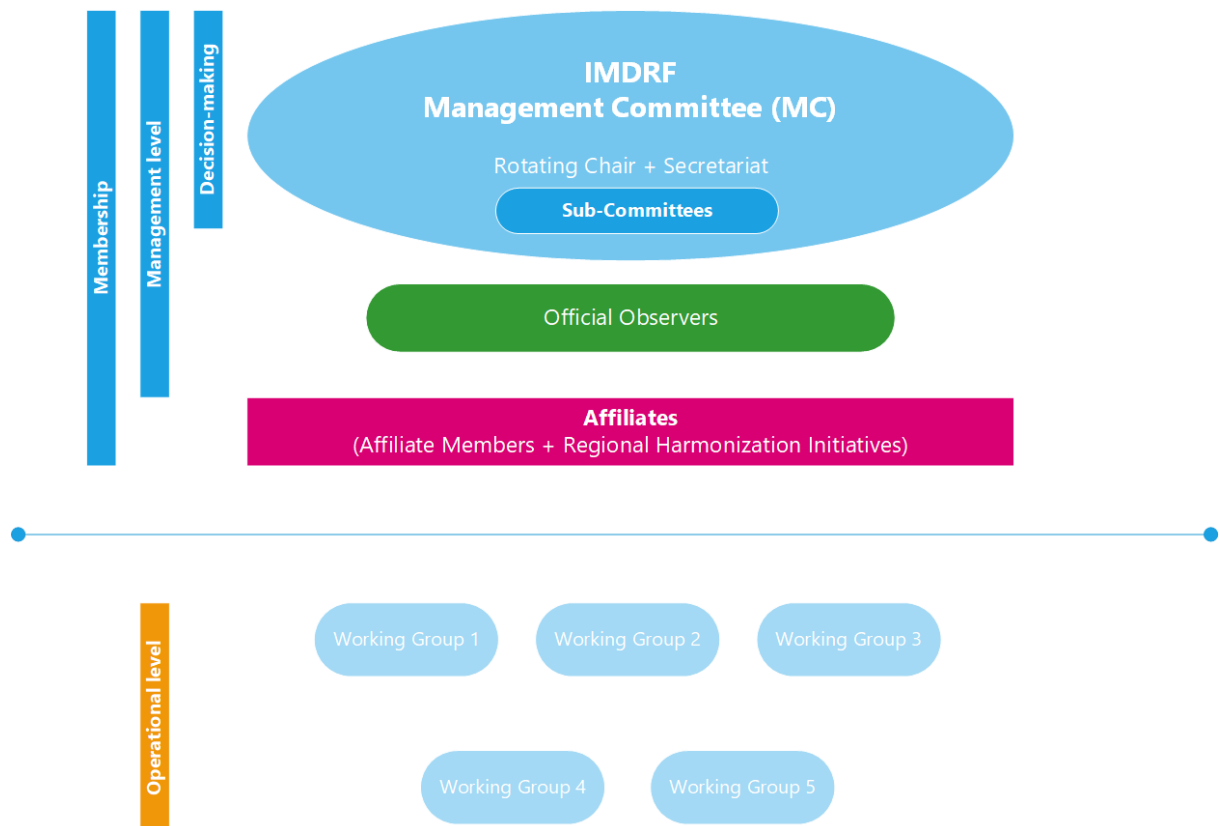 Membership
Management level
Decision-making
IMDRF
Management Committee (MC)
Rotating Chair + Secretariat
Sub-Committees
Official Observers
Affiliates
(Affiliate Members + Regional Harmonization Initiatives)
Operational level
Working Group 1
Working Group 2
Working Group 3
Working Group 4
Working Group 5